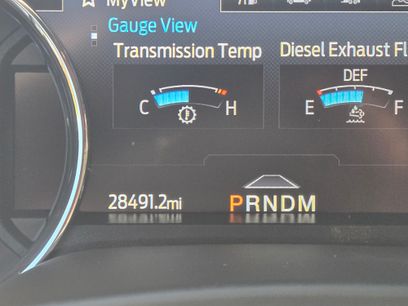 MyView
Gauge View
Transmission Temp
Diesel Exhaust Fl
DEF
C H
E F
28491.2mi
PRNDM